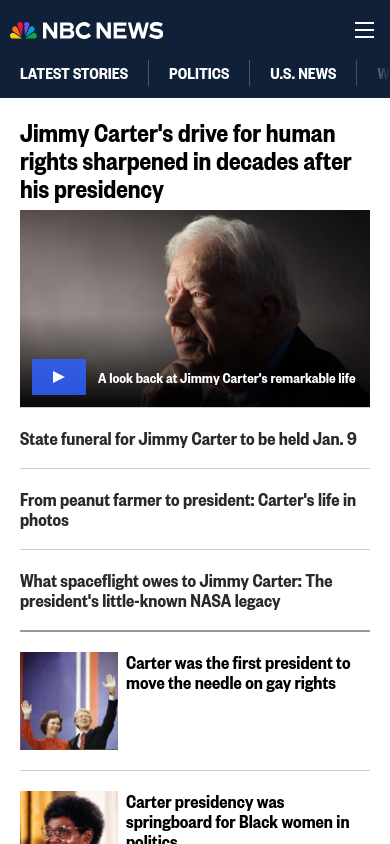 NBC NEWS
LATEST STORIES POLITICS U.S. NEWS
Jimmy Carter's drive for human
rights sharpened in decades after
his presidency
A look back at Jimmy Carter's remarkable life
State funeral for Jimmy Carter to be held Jan. 9
From peanut farmer to president: Carter's life in
photos
What spaceflight owes to Jimmy Carter: The
president's little-known NASA legacy
Carter was the first president to
move the needle on gay rights
Carter presidency was
springboard for Black women in
politics